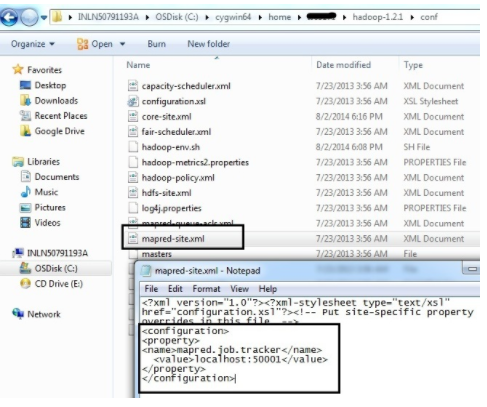 INLN50791193A ▸ OSDisk (C:) ▸ cygwin64 ▸ home ▸ ▸ hadoop-1.2.1 ▸ conf
Organize Open Burn New folder
Name Date modified Type
Favorites
Desktop
Downloads
Recent Places
Google Drive
Libraries
Documents
Music
Pictures
Videos
INLN50791193A
OSDisk (C:)
CD Drive (E:)
Network
capacity-scheduler.xml 7/23/2013 3:56 AM XML Document
configuration.xsl 7/23/2013 3:56 AM XSL Stylesheet
core-site.xml 8/2/2014 6:16 PM XML Document
fair-scheduler.xml 7/23/2013 3:56 AM XML Document
hadoop-env.sh 8/2/2014 6:08 PM SH File
hadoop-metrics2.properties 7/23/2013 3:56 AM PROPERTIES File
hadoop-policy.xml 7/23/2013 3:56 AM XML Document
hdfs-site.xml 7/23/2013 3:56 AM XML Document
log4j.properties 7/23/2013 3:56 AM PROPERTIES File
mapred-queue-acls.xml 7/23/2013 3:56 AM XML Document
mapred-site.xml 7/23/2013 3:56 AM XML Document
masters 7/23/2013 3:56 AM File
mapred-site.xml - Notepad
File Edit Format View Help
<?xml version="1.0"?><?xml-stylesheet type="text/xsl"
href="configuration.xsl"?><!-- Put site-specific property
overrides in this file. -->
<configuration>
<property>
<name>mapred.job.tracker</name>
<value>localhost:50001</value>
</property>
</configuration>